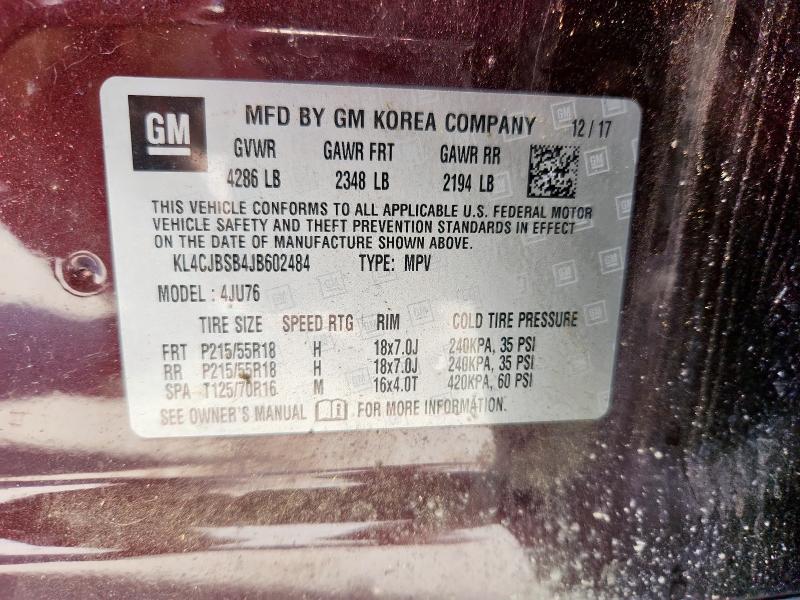 GM
MFD BY GM KOREA COMPANY 12/17
GVWR GAWR FRT GAWR RR
4286 LB 2348 LB 2194 LB
THIS VEHICLE CONFORMS TO ALL APPLICABLE U.S. FEDERAL MOTOR
VEHICLE SAFETY AND THEFT PREVENTION STANDARDS IN EFFECT
ON THE DATE OF MANUFACTURE SHOWN ABOVE.
KL4CJBSB4JB602484 TYPE: MPV
MODEL : 4JU76
TIRE SIZE SPEED RTG RIM COLD TIRE PRESSURE
FRT P215/55R18 H 18x7.0J 240KPA, 35 PSI
RR P215/55R18 H 18x7.0J 240KPA, 35 PSI
SPA T125/70R16 M 16x4.0T 420KPA, 60 PSI
SEE OWNER'S MANUAL FOR MORE INFORMATION.